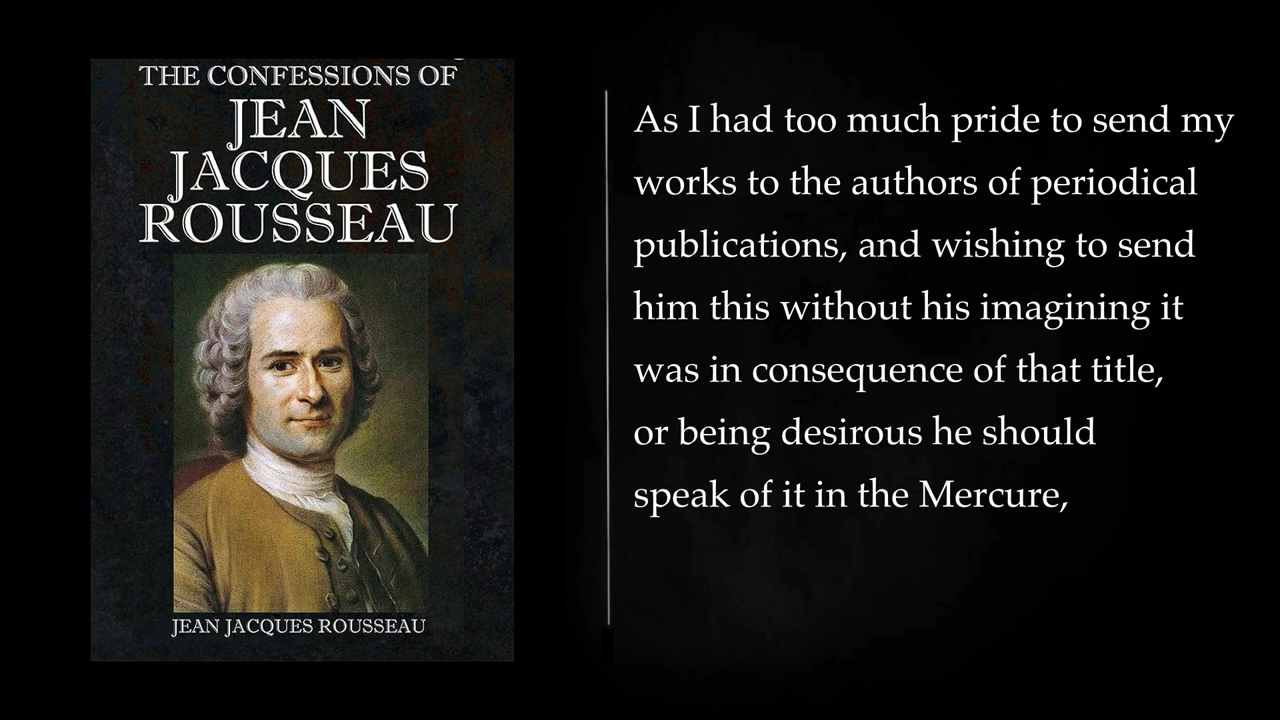 THE CONFESSIONS OF
JEAN
JACQUES
ROUSSEAU
JEAN JACQUES ROUSSEAU
As I had too much pride to send my
works to the authors of periodical
publications, and wishing to send
him this without his imagining it
was in consequence of that title,
or being desirous he should
speak of it in the Mercure,